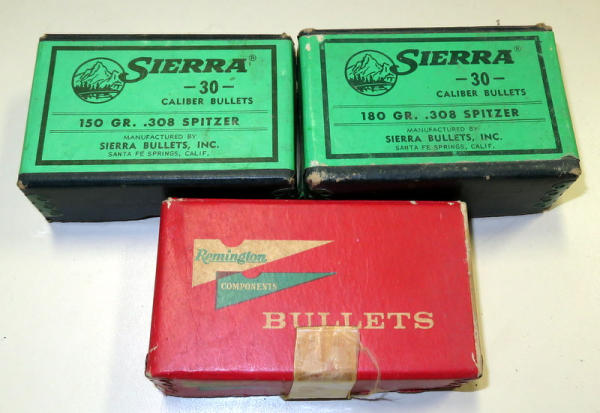 SIERRA®
-30-
CALIBER BULLETS
150 GR. .308 SPITZER
MANUFACTURED BY
SIERRA BULLETS, INC.
SANTA FE SPRINGS, CALIF.
SIERRA®
-30-
CALIBER BULLETS
180 GR. .308 SPITZER
MANUFACTURED BY
SIERRA BULLETS, INC.
SANTA FE SPRINGS, CALIF.
Remington
COMPONENTS
BULLETS